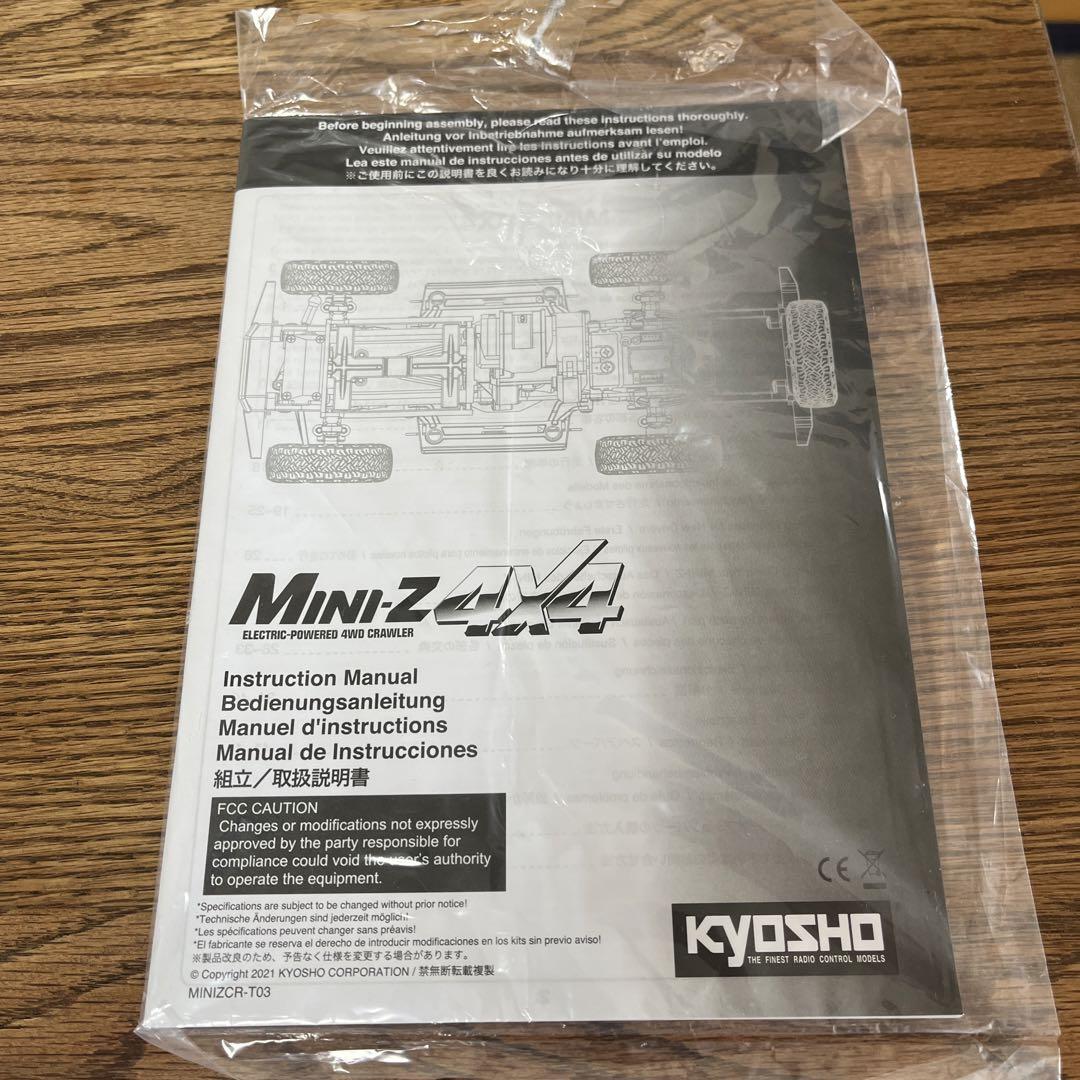 Before beginning assembly, please read these instructions thoroughly.
Anleitung vor Inbetriebnahme aufmerksam lesen!
Veuillez attentivement lire les instructions avant l'emploi.
Lea este manual de instrucciones antes de utilizar su modelo
※ご使用前にこの説明書を良くお読みになり十分に理解してください。
MINI-Z 4X4
ELECTRIC-POWERED 4WD CRAWLER
Instruction Manual
Bedienungsanleitung
Manuel d'instructions
Manual de Instrucciones
組立／取扱説明書
FCC CAUTION
Changes or modifications not expressly
approved by the party responsible for
compliance could void the user's authority
to operate the equipment.
*Specifications are subject to be changed without prior notice!
*Technische Änderungen sind jederzeit möglich!
*Les spécifications peuvent changer sans préavis!
*El fabricante se reserva el derecho de introducir modificaciones en los kits sin previo aviso!
※製品改良のため、予告なく仕様を変更する場合があります。
© Copyright 2021 KYOSHO CORPORATION / 禁無断転載複製
MINIZCR-T03
CE
KYOSHO
THE FINEST RADIO CONTROL MODELS